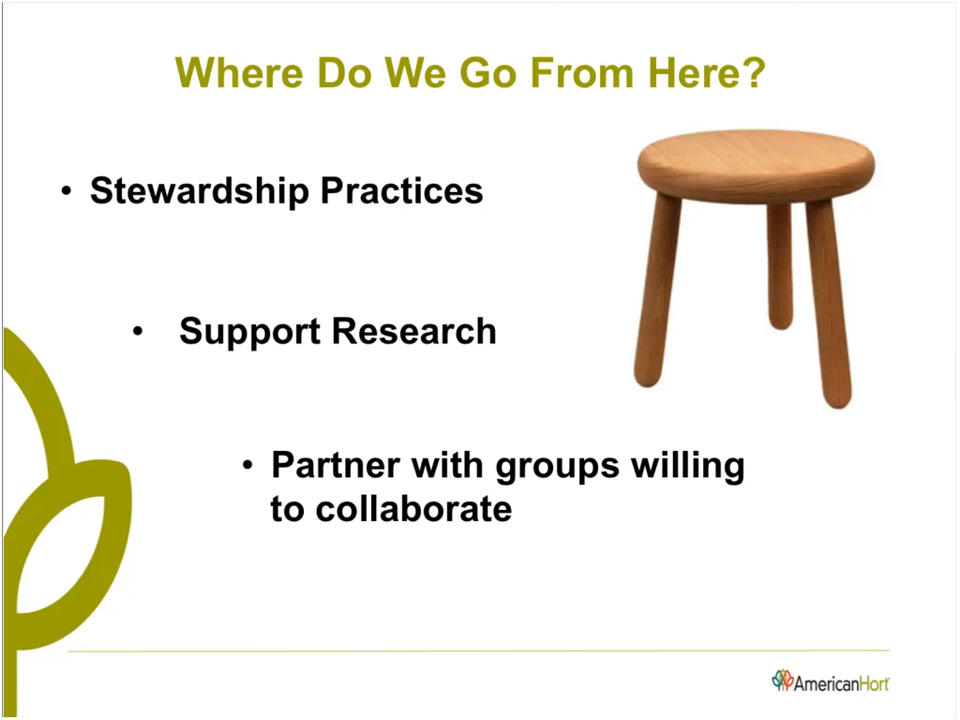 Where Do We Go From Here?
• Stewardship Practices
• Support Research
• Partner with groups willing
to collaborate
AmericanHort